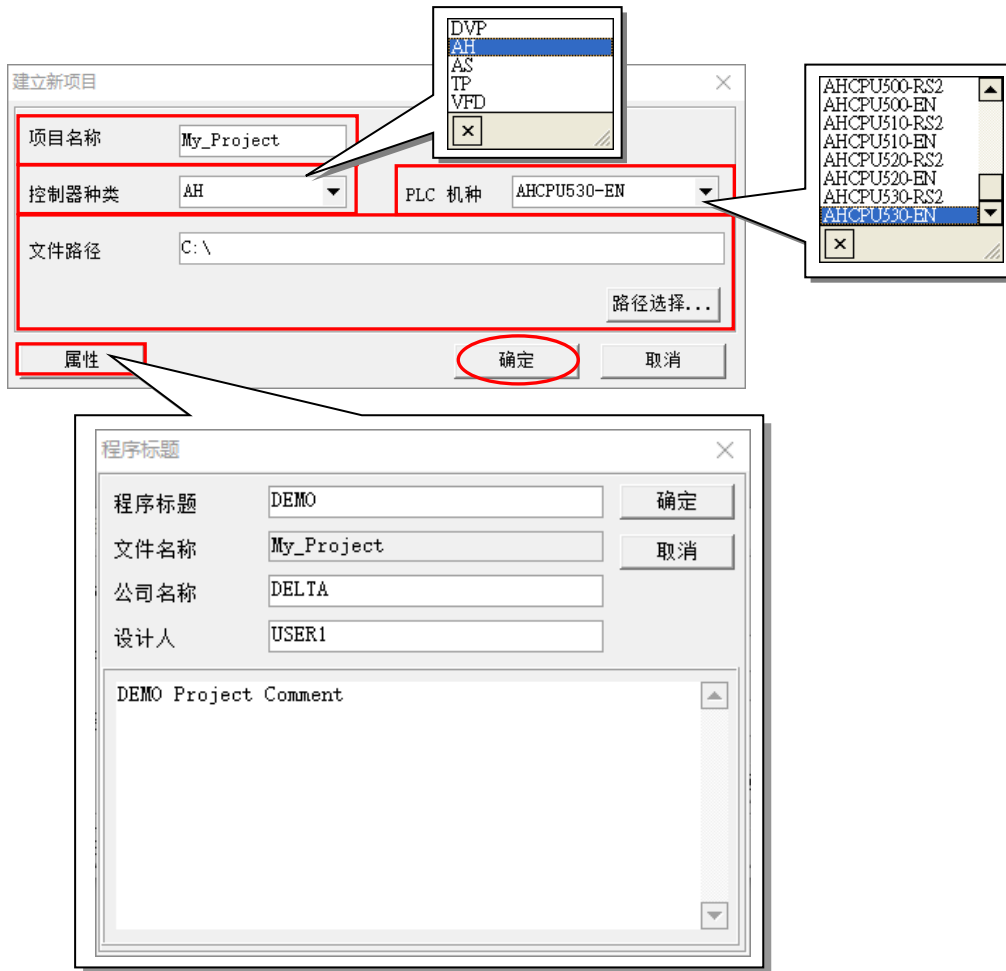 DVP
AH
AS
TP
VFD
建立新项目
项目名称 My_Project
控制器种类 AH PLC 机种 AHCPU530-EN
文件路径 C:\
路径选择...
属性 确定 取消
AHCPU500-RS2
AHCPU500-EN
AHCPU510-RS2
AHCPU510-EN
AHCPU520-RS2
AHCPU520-EN
AHCPU530-RS2
AHCPU530-EN
程序标题
程序标题 DEMO 确定
文件名称 My_Project 取消
公司名称 DELTA
设计人 USER1
DEMO Project Comment